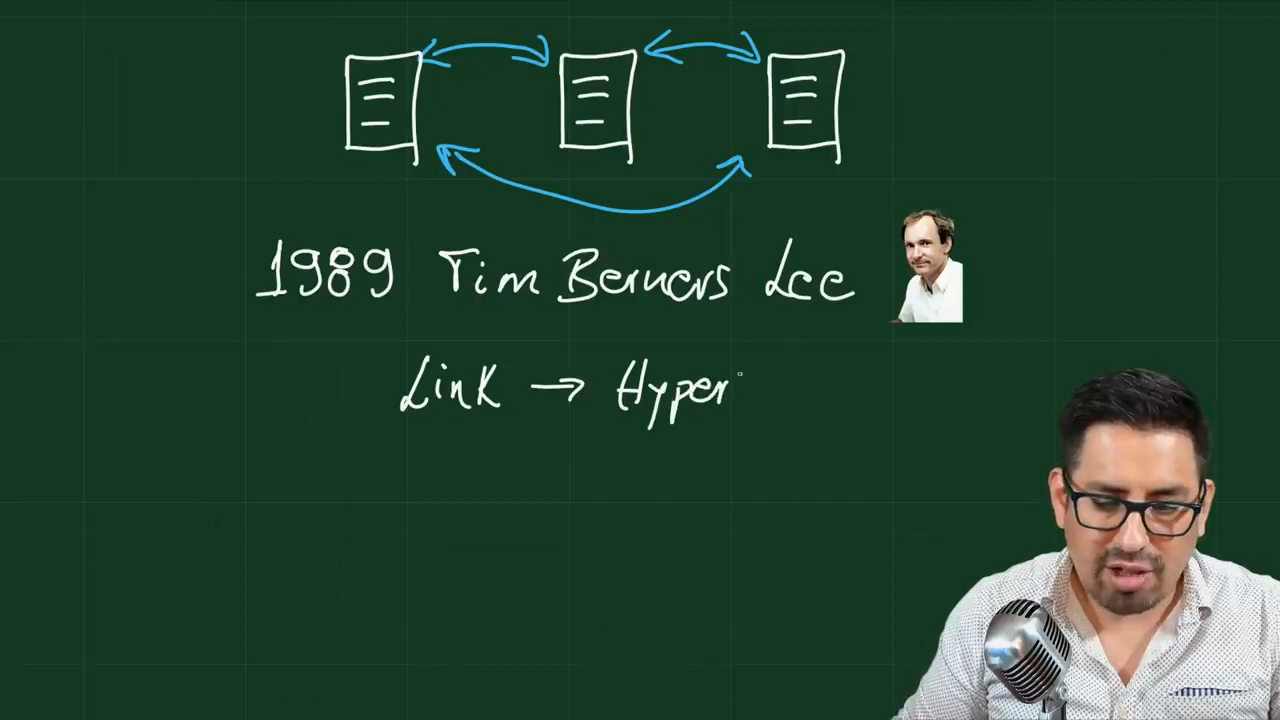 1989 Tim Berners Lee
Link → Hyper